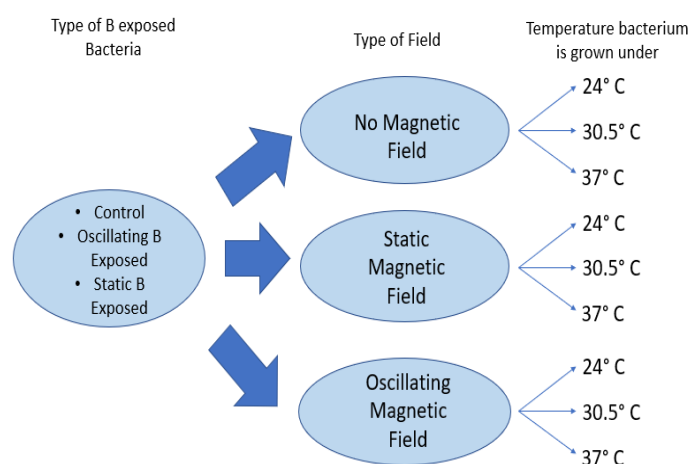 Type of B exposed
Bacteria
Type of Field
Temperature bacterium
is grown under
• Control
• Oscillating B
Exposed
• Static B
Exposed
No Magnetic
Field
24° C
30.5° C
37° C
Static
Magnetic
Field
24° C
30.5° C
37° C
Oscillating
Magnetic
Field
24° C
30.5° C
37° C